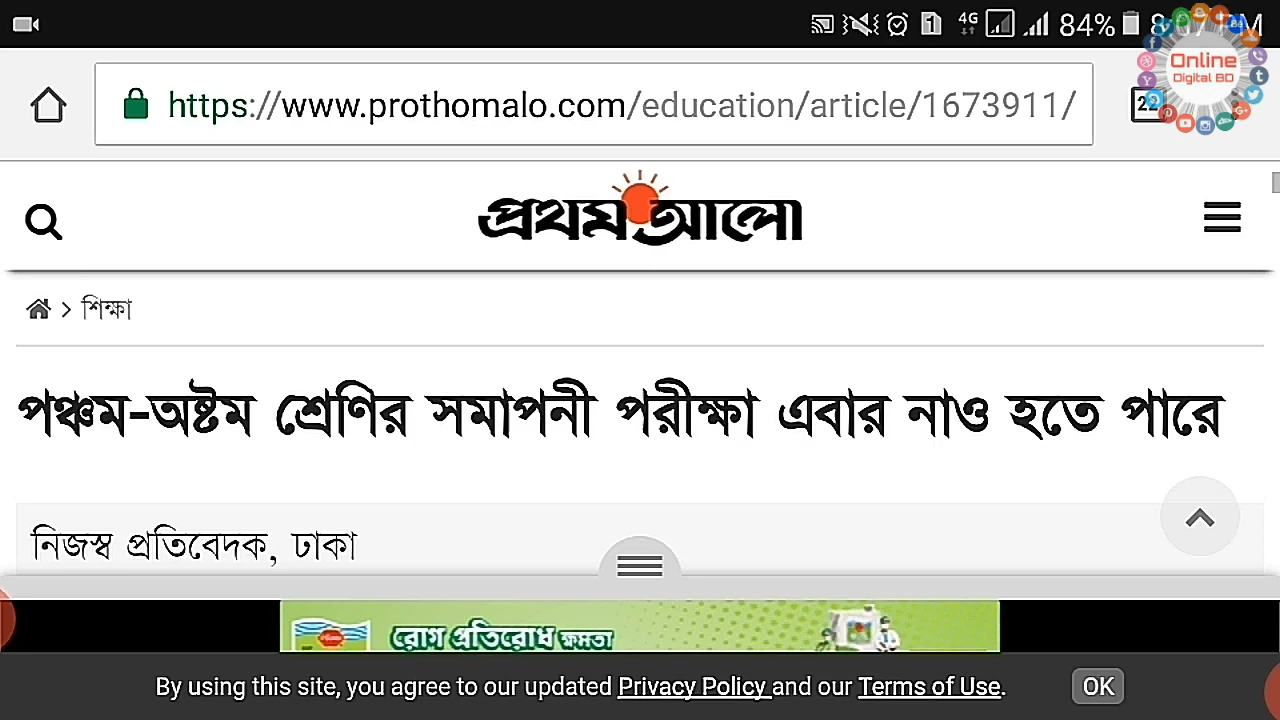 4G 84%
Online
Digital BD
https://www.prothomalo.com/education/article/1673911/
প্রথম আলো
শিক্ষা
পঞ্চম-অষ্টম শ্রেণির সমাপনী পরীক্ষা এবার নাও হতে পারে
নিজস্ব প্রতিবেদক, ঢাকা
রোগ প্রতিরোধ ক্ষমতা
By using this site, you agree to our updated Privacy Policy and our Terms of Use.
OK